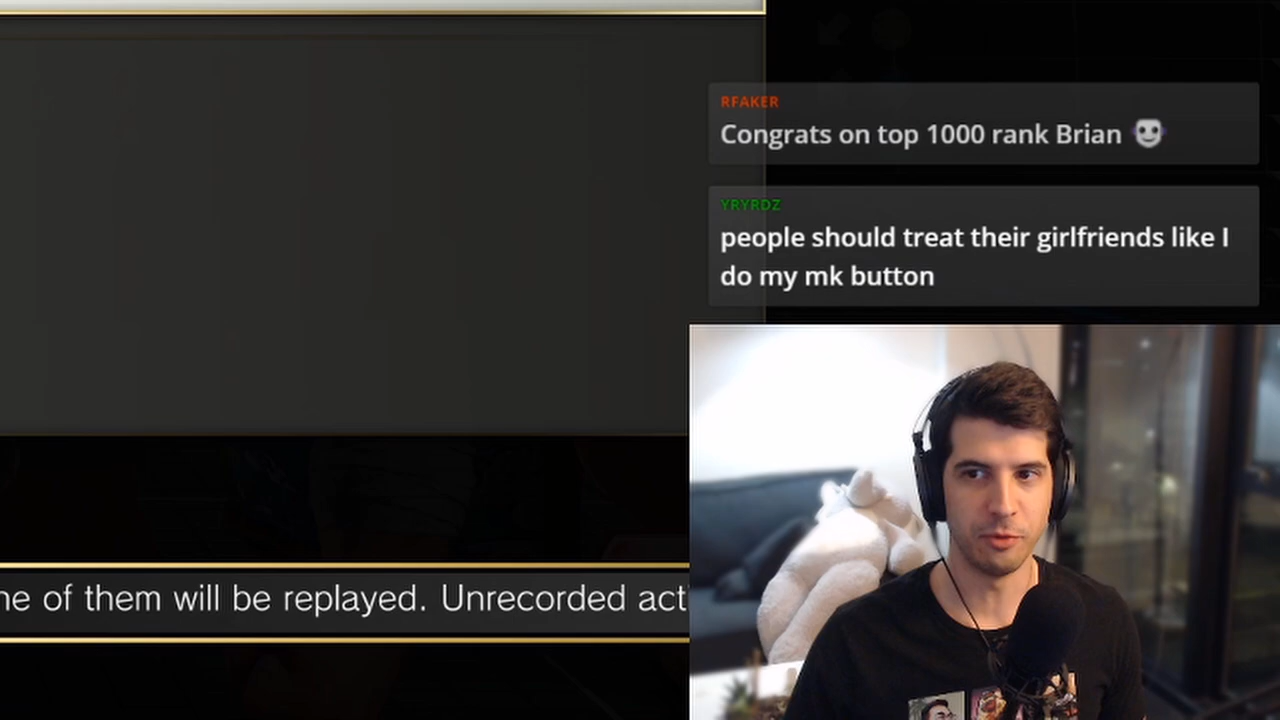 RFAKER
Congrats on top 1000 rank Brian
YRYRDZ
people should treat their girlfriends like I
do my mk button
ne of them will be replayed. Unrecorded acti